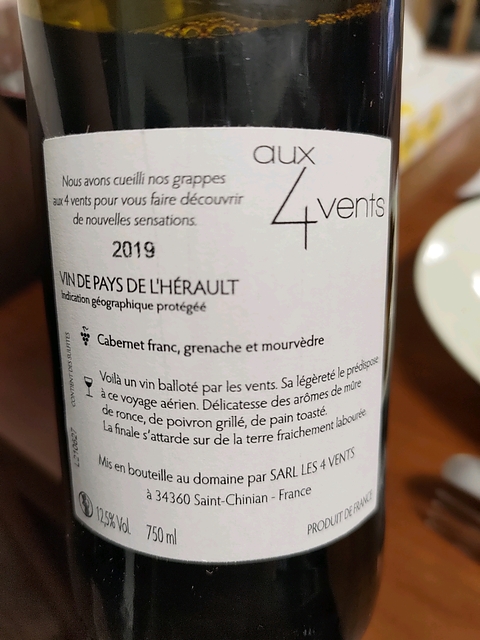 aux
4 vents
Nous avons cueilli nos grappes
aux 4 vents pour vous faire découvrir
de nouvelles sensations.
2019
VIN DE PAYS DE L'HÉRAULT
Indication géographique protégéé
Cabernet franc, grenache et mourvèdre
Voilà un vin balloté par les vents. Sa légèreté le prédispose
à ce voyage aérien. Délicatesse des arômes de mûre
de ronce, de poivron grillé, de pain toasté.
La finale s'attarde sur de la terre fraichement labourée.
Mis en bouteille au domaine par SARL LES 4 VENTS
à 34360 Saint-Chinian - France
12,5% Vol.
750 ml
PRODUIT DE FRANCE
CONTIENT DES SULFITES